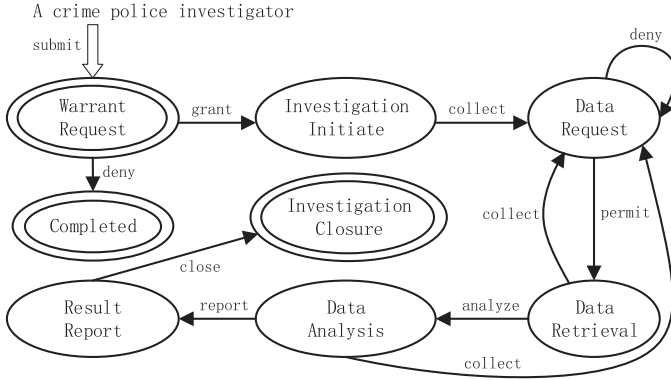 A crime police investigator
submit
deny
Warrant
Request
grant
Investigation
Initiate
collect
Data
Request
deny
Completed
Investigation
Closure
collect
permit
close
Result
Report
report
Data
Analysis
analyze
Data
Retrieval
collect